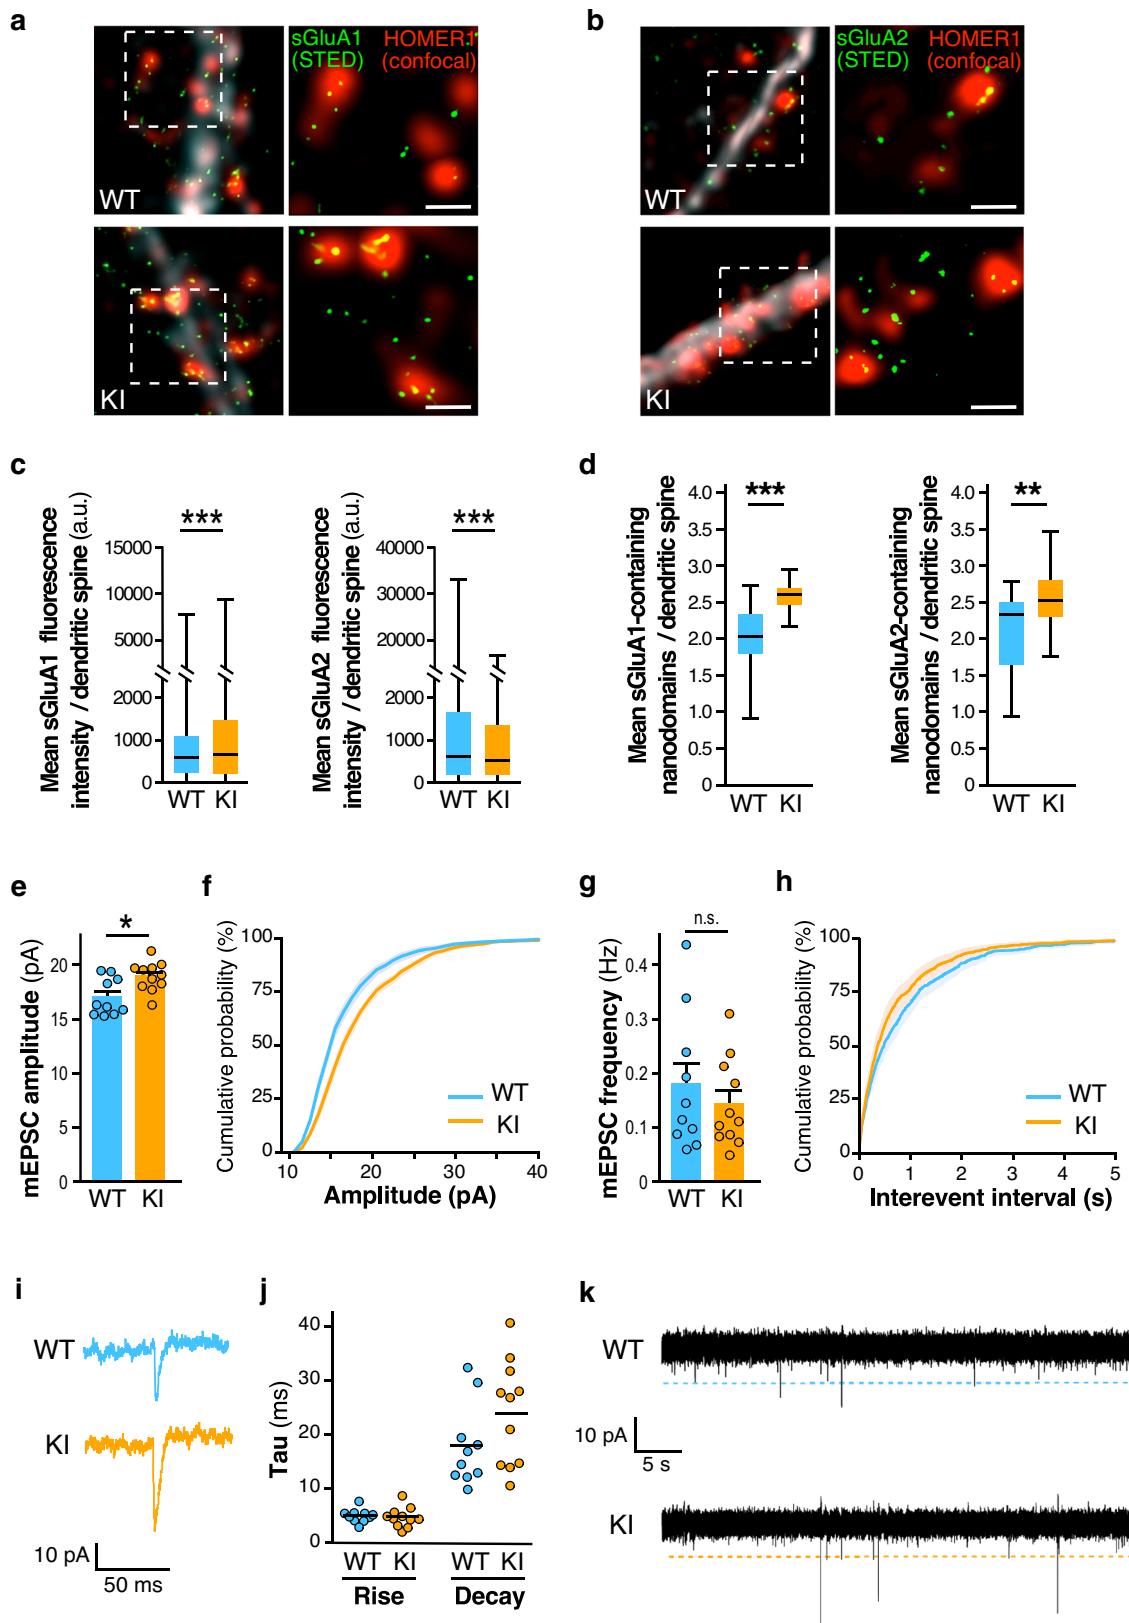 a
sGluA1 HOMER1
(STED) (confocal)
WT
KI
b
sGluA2 HOMER1
(STED) (confocal)
WT
KI
c
Mean sGluA1 fluorescence
intensity / dendritic spine (a.u.)
***
15000
10000
5000
2000
1000
0
WT KI
Mean sGluA2 fluorescence
intensity / dendritic spine (a.u.)
***
40000
20000
2000
1000
0
WT KI
d
Mean sGluA1-containing
nanodomains / dendritic spine
***
4.0
3.5
3.0
2.5
2.0
1.5
1.0
0.5
0
WT KI
Mean sGluA2-containing
nanodomains / dendritic spine
**
4.0
3.5
3.0
2.5
2.0
1.5
1.0
0.5
0
WT KI
e
mEPSC amplitude (pA)
*
20
15
10
5
0
WT KI
f
Cumulative probability (%)
100
75
50
25
0
WT
KI
10 20 30 40
Amplitude (pA)
g
mEPSC frequency (Hz)
n.s.
0.4
0.3
0.2
0.1
0
WT KI
h
Cumulative probability (%)
100
75
50
25
0
WT
KI
0 1 2 3 4 5
Interevent interval (s)
i
WT
KI
10 pA
50 ms
j
Tau (ms)
40
30
20
10
0
WT KI WT KI
Rise Decay
k
WT
10 pA
5 s
KI